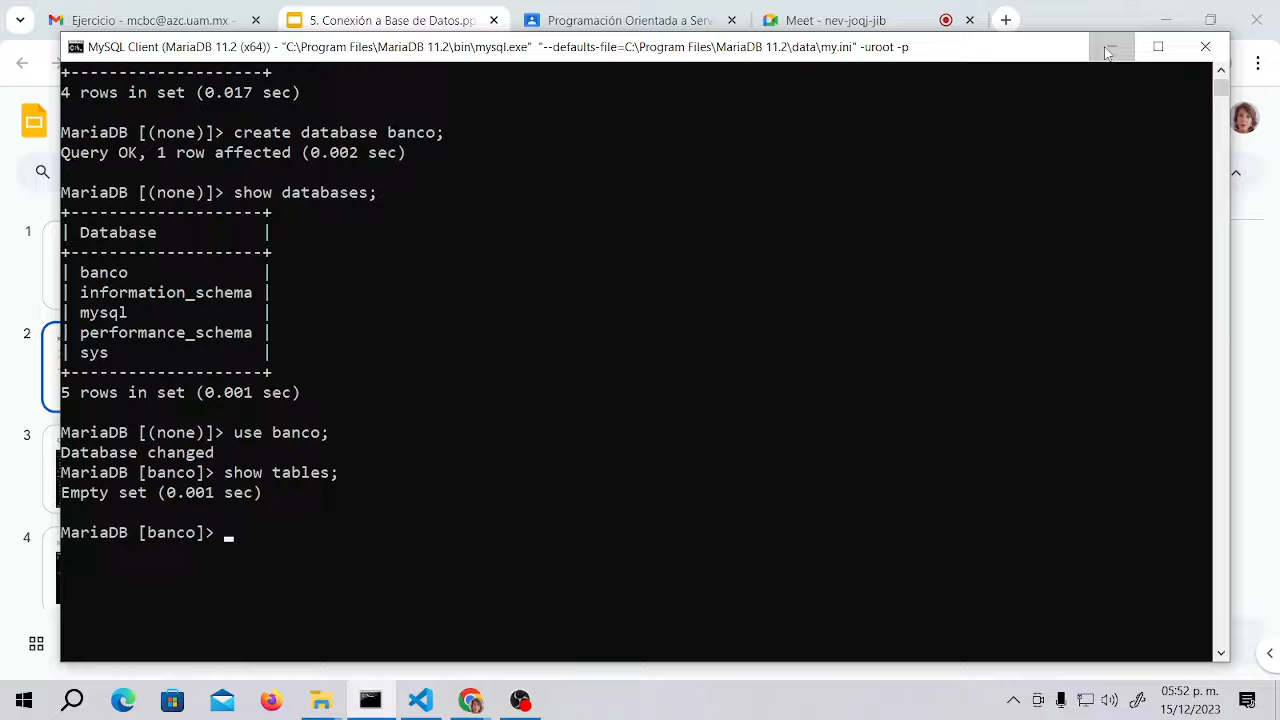 Ejercicio - mcbc@azc.uam.mx
5. Conexión a Base de Datos.pp
Programación Orientada a Serv
Meet - nev-joqj-jib
MySQL Client (MariaDB 11.2 (x64)) - "C:\Program Files\MariaDB 11.2\bin\mysql.exe" "--defaults-file=C:\Program Files\MariaDB 11.2\data\my.ini" -uroot -p
+---------------------+
4 rows in set (0.017 sec)
MariaDB [(none)]> create database banco;
Query OK, 1 row affected (0.002 sec)
MariaDB [(none)]> show databases;
+---------------------+
| Database |
+---------------------+
| banco |
| information_schema |
| mysql |
| performance_schema |
| sys |
+---------------------+
5 rows in set (0.001 sec)
MariaDB [(none)]> use banco;
Database changed
MariaDB [banco]> show tables;
Empty set (0.001 sec)
MariaDB [banco]>
1
2
3
4
05:52 p. m.
15/12/2023